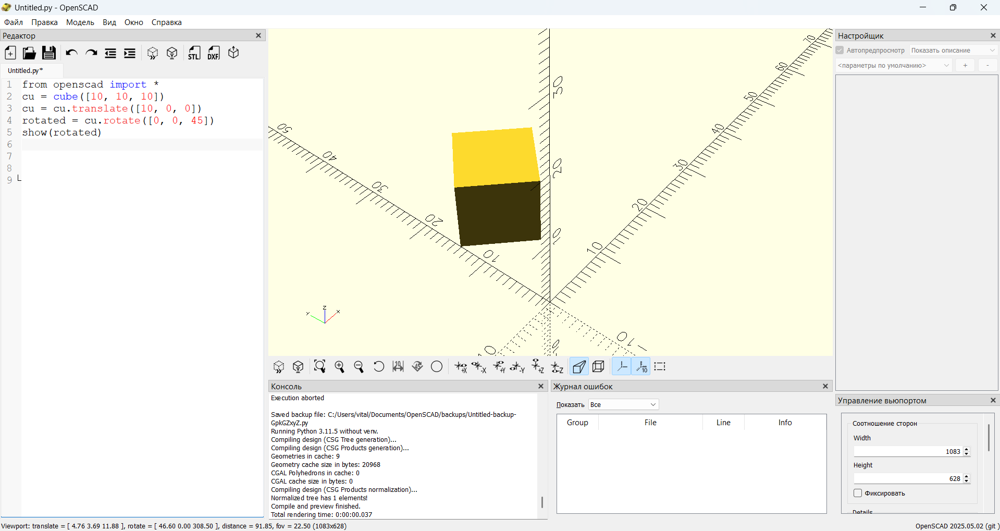 Untitled.py - OpenSCAD
Файл Правка Модель Вид Окно Справка
Редактор
STL DXF
Untitled.py*
1 from openscad import *
2 cu = cube([10, 10, 10])
3 cu = cu.translate([10, 0, 0])
4 rotated = cu.rotate([0, 0, 45])
5 show(rotated)
6
7
8
9
50 40 30 20 10
30 20 10
10 20 30 40 50 60 70
-10
Y Z X
10 +X -X +Y -Y +Z -Z 10
Консоль
Execution aborted
Saved backup file: C:/Users/vital/Documents/OpenSCAD/backups/Untitled-backup-
GpkGZxyZ.py
Running Python 3.11.5 without venv.
Compiling design (CSG Tree generation)...
Compiling design (CSG Products generation)...
Geometries in cache: 9
Geometry cache size in bytes: 20968
CGAL Polyhedrons in cache: 0
CGAL cache size in bytes: 0
Compiling design (CSG Products normalization)...
Normalized tree has 1 elements!
Compile and preview finished.
Total rendering time: 0:00:00.037
Журнал ошибок
Показать Все
Group File Line Info
Настройщик
Автопредпросмотр Показать описание
<параметры по умолчанию> + -
Управление вьюпортом
Соотношение сторон
Width
1083
Height
628
Фиксировать
Details
Viewport: translate = [ 4.76 3.69 11.88 ], rotate = [ 46.60 0.00 308.50 ], distance = 91.85, fov = 22.50 (1083x628)
OpenSCAD 2025.05.02 (git )